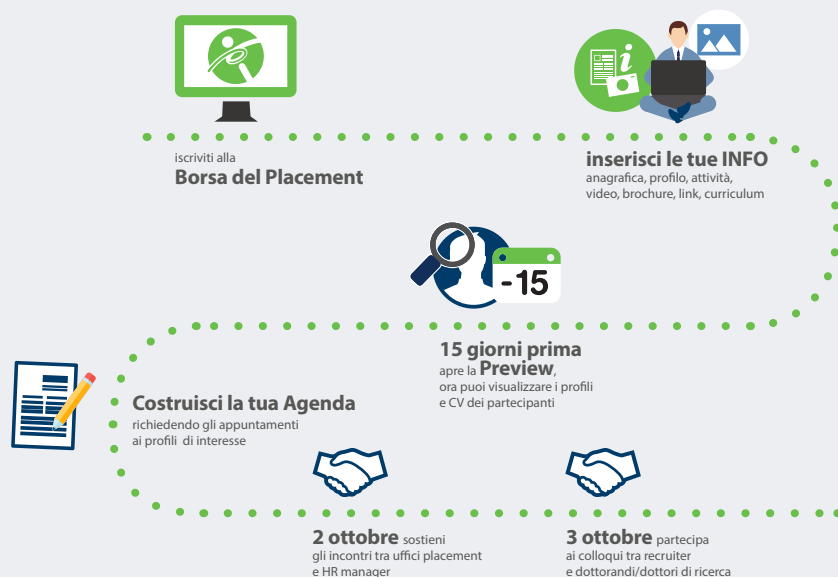 iscriviti alla
Borsa del Placement
inserisci le tue INFO
anagrafica, profilo, attività,
video, brochure, link, curriculum
-15
15 giorni prima
apre la Preview,
ora puoi visualizzare i profili
e CV dei partecipanti
Costruisci la tua Agenda
richiedendo gli appuntamenti
ai profili di interesse
2 ottobre sostieni
gli incontri tra uffici placement
e HR manager
3 ottobre partecipa
ai colloqui tra recruiter
e dottorandi/dottori di ricerca